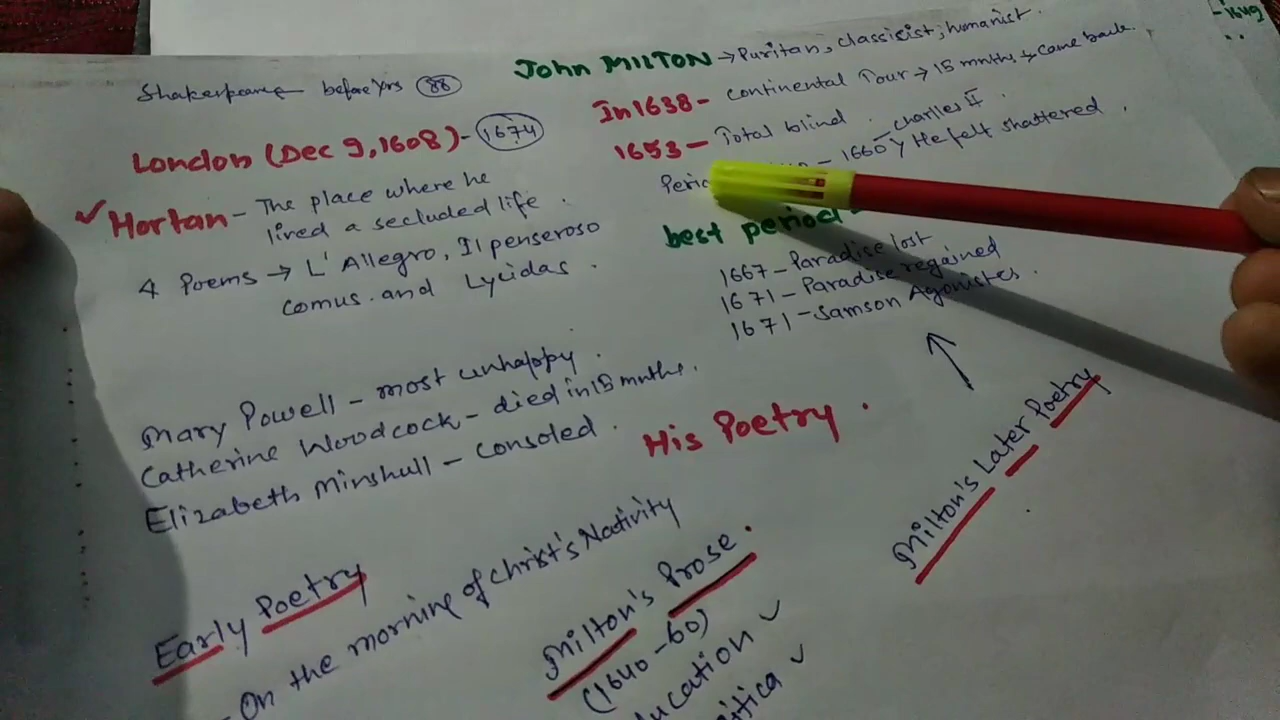 JOHN MILTON → Puritan, classicist, humanist.
Shakerpeare before yrs 88
In 1638 - continental Tour → 15 mnths → came back.
London (Dec 9, 1608) - 1674
1653 - Total blind.
1660 Charlles II. He felt shattered.
Hortan - The place where he
lived a secluded life.
best period
4 Poems → L' Allegro, Il penseroso
comus. and Lycidas.
1667 - Paradise lost
1671 - Paradise regained
1671 - Samson Agonistes.
Mary Powell - most unhappy.
Catherine Woodcock - died in 15 mnths.
Elizabeth Minshull - consoled.
His Poetry.
Milton's Later Poetry
Early Poetry
- On the morning of Christ's Nativity
Milton's Prose.
(1640-60)